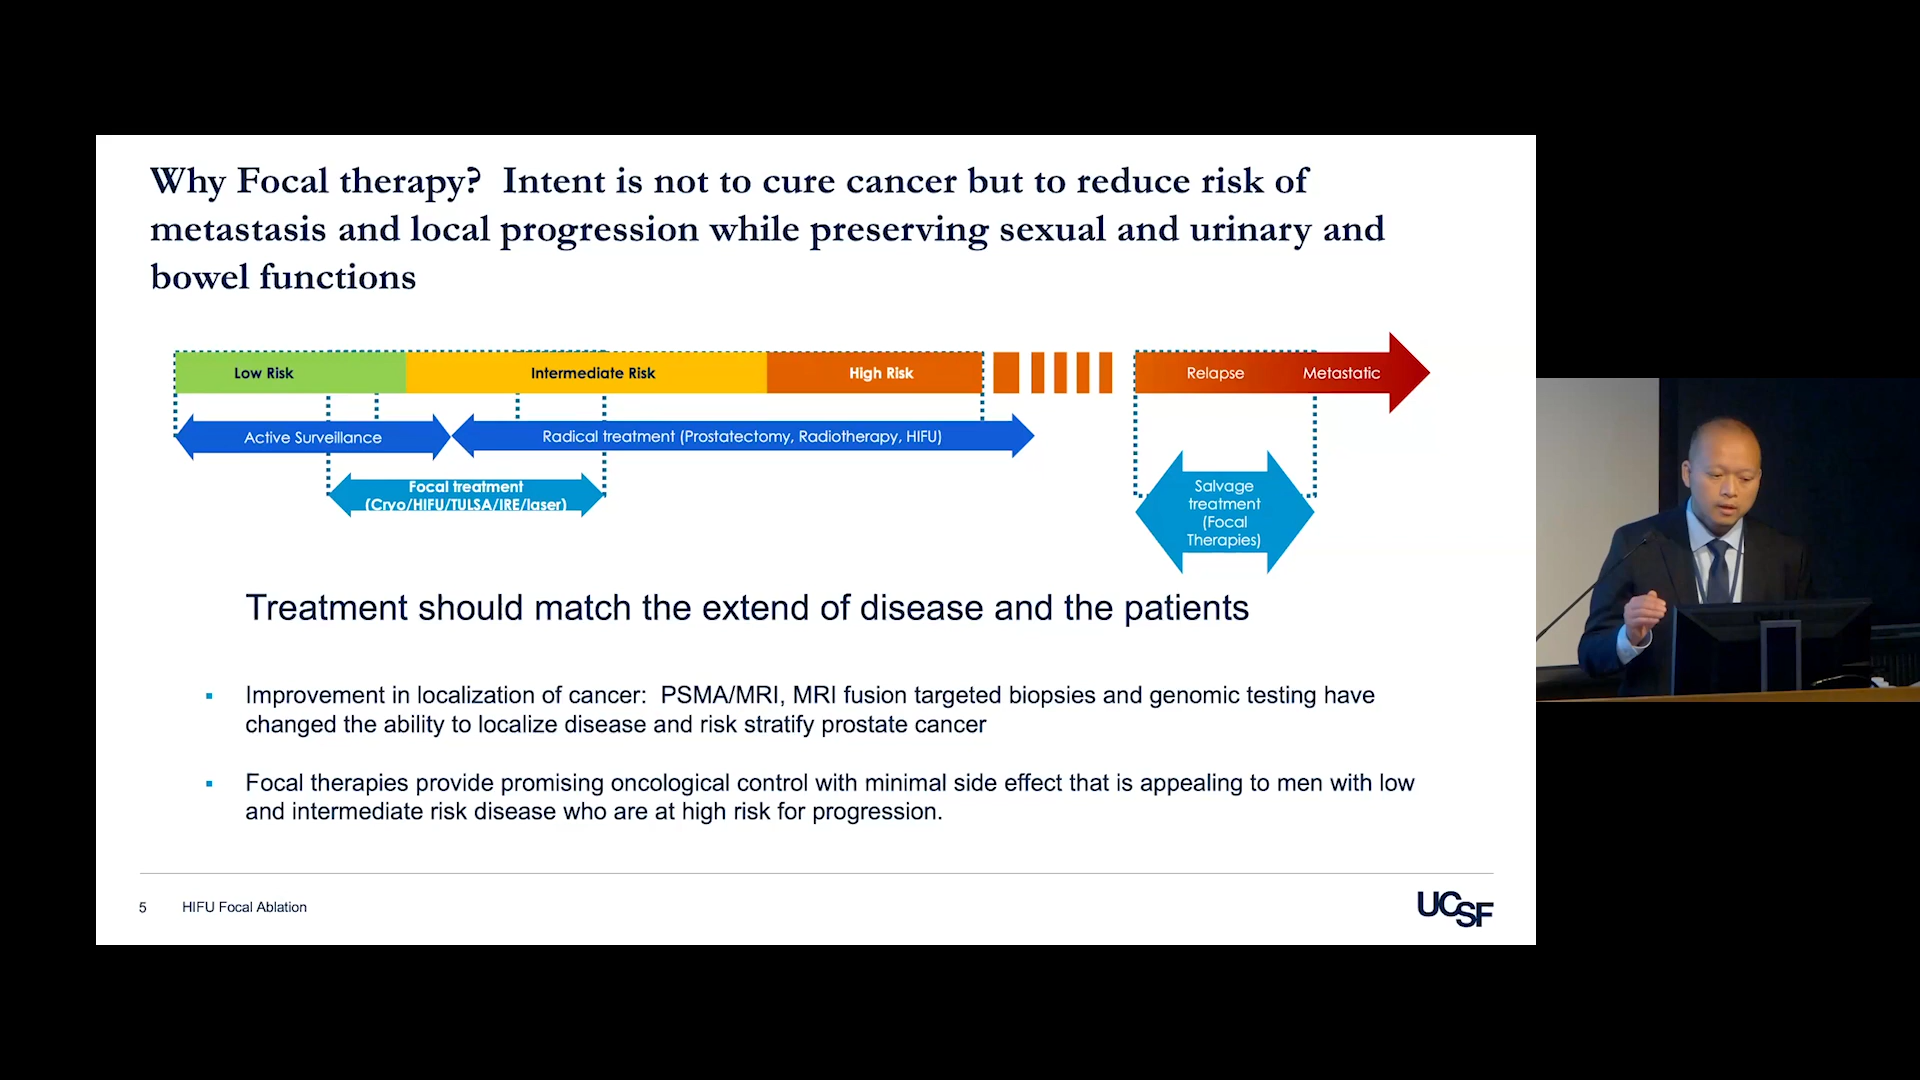 Why Focal therapy?  Intent is not to cure cancer but to reduce risk of
metastasis and local progression while preserving sexual and urinary and
bowel functions
Low Risk
Intermediate Risk
High Risk
Relapse
Metastatic
Active Surveillance
Radical treatment (Prostatectomy, Radiotherapy, HIFU)
Focal treatment
(Cryo/HIFU/TULSA/IRE/laser)
Salvage
treatment
(Focal
Therapies)
Treatment should match the extend of disease and the patients
Improvement in localization of cancer:  PSMA/MRI, MRI fusion targeted biopsies and genomic testing have
changed the ability to localize disease and risk stratify prostate cancer
Focal therapies provide promising oncological control with minimal side effect that is appealing to men with low
and intermediate risk disease who are at high risk for progression.
5
HIFU Focal Ablation
UCSF